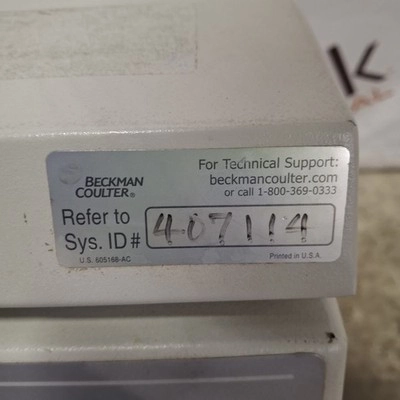 BECKMAN
COULTER®
For Technical Support:
beckmancoulter.com
or call 1-800-369-0333
Refer to
Sys. ID# 407114
U.S. 605168-AC
Printed in U.S.A.
K